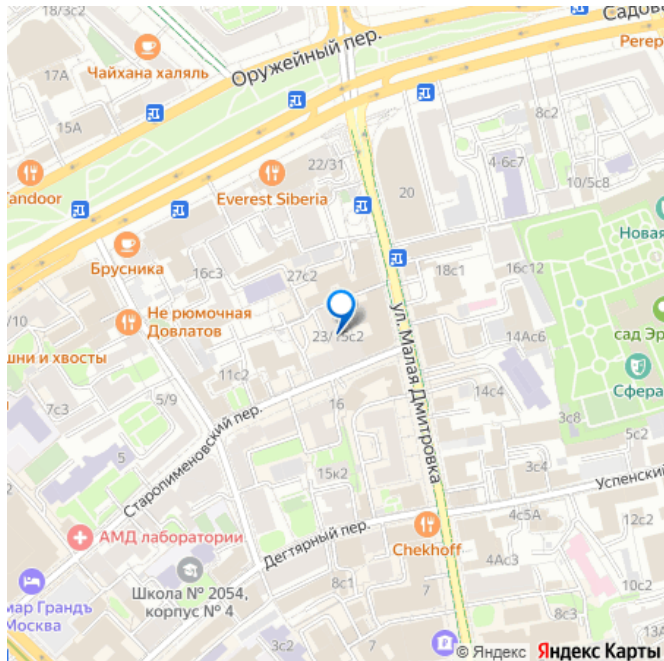 18/3с2
Садово
Переp
Чайхана халяль
Оружейный пер.
17А
15А
8с2
22/31
4-6с7
Tandoor
Everest Siberia
20
10/5с8
Новая
Брусника
16с3
27с2
18с1
16с12
/10
Не рюмочная
Довлатов
23/15с2
ул. Малая Дмитровка
14Ас6
сад Эр
шни и хвосты
11с2
Сфера
5/9
7с3
16
14с4
3с8
Старопименовский пер.
5с2
5
15к2
3с4
Успенский
АМД лаборатории
Дегтярный пер.
4с5А
12с2
Chekhoff
4Ас3
Школа № 2054,
корпус № 4
8с1
7
10с2
мар Грандъ
Москва
3с2
7
8с3
13А
© Яндекс Яндекс Карты